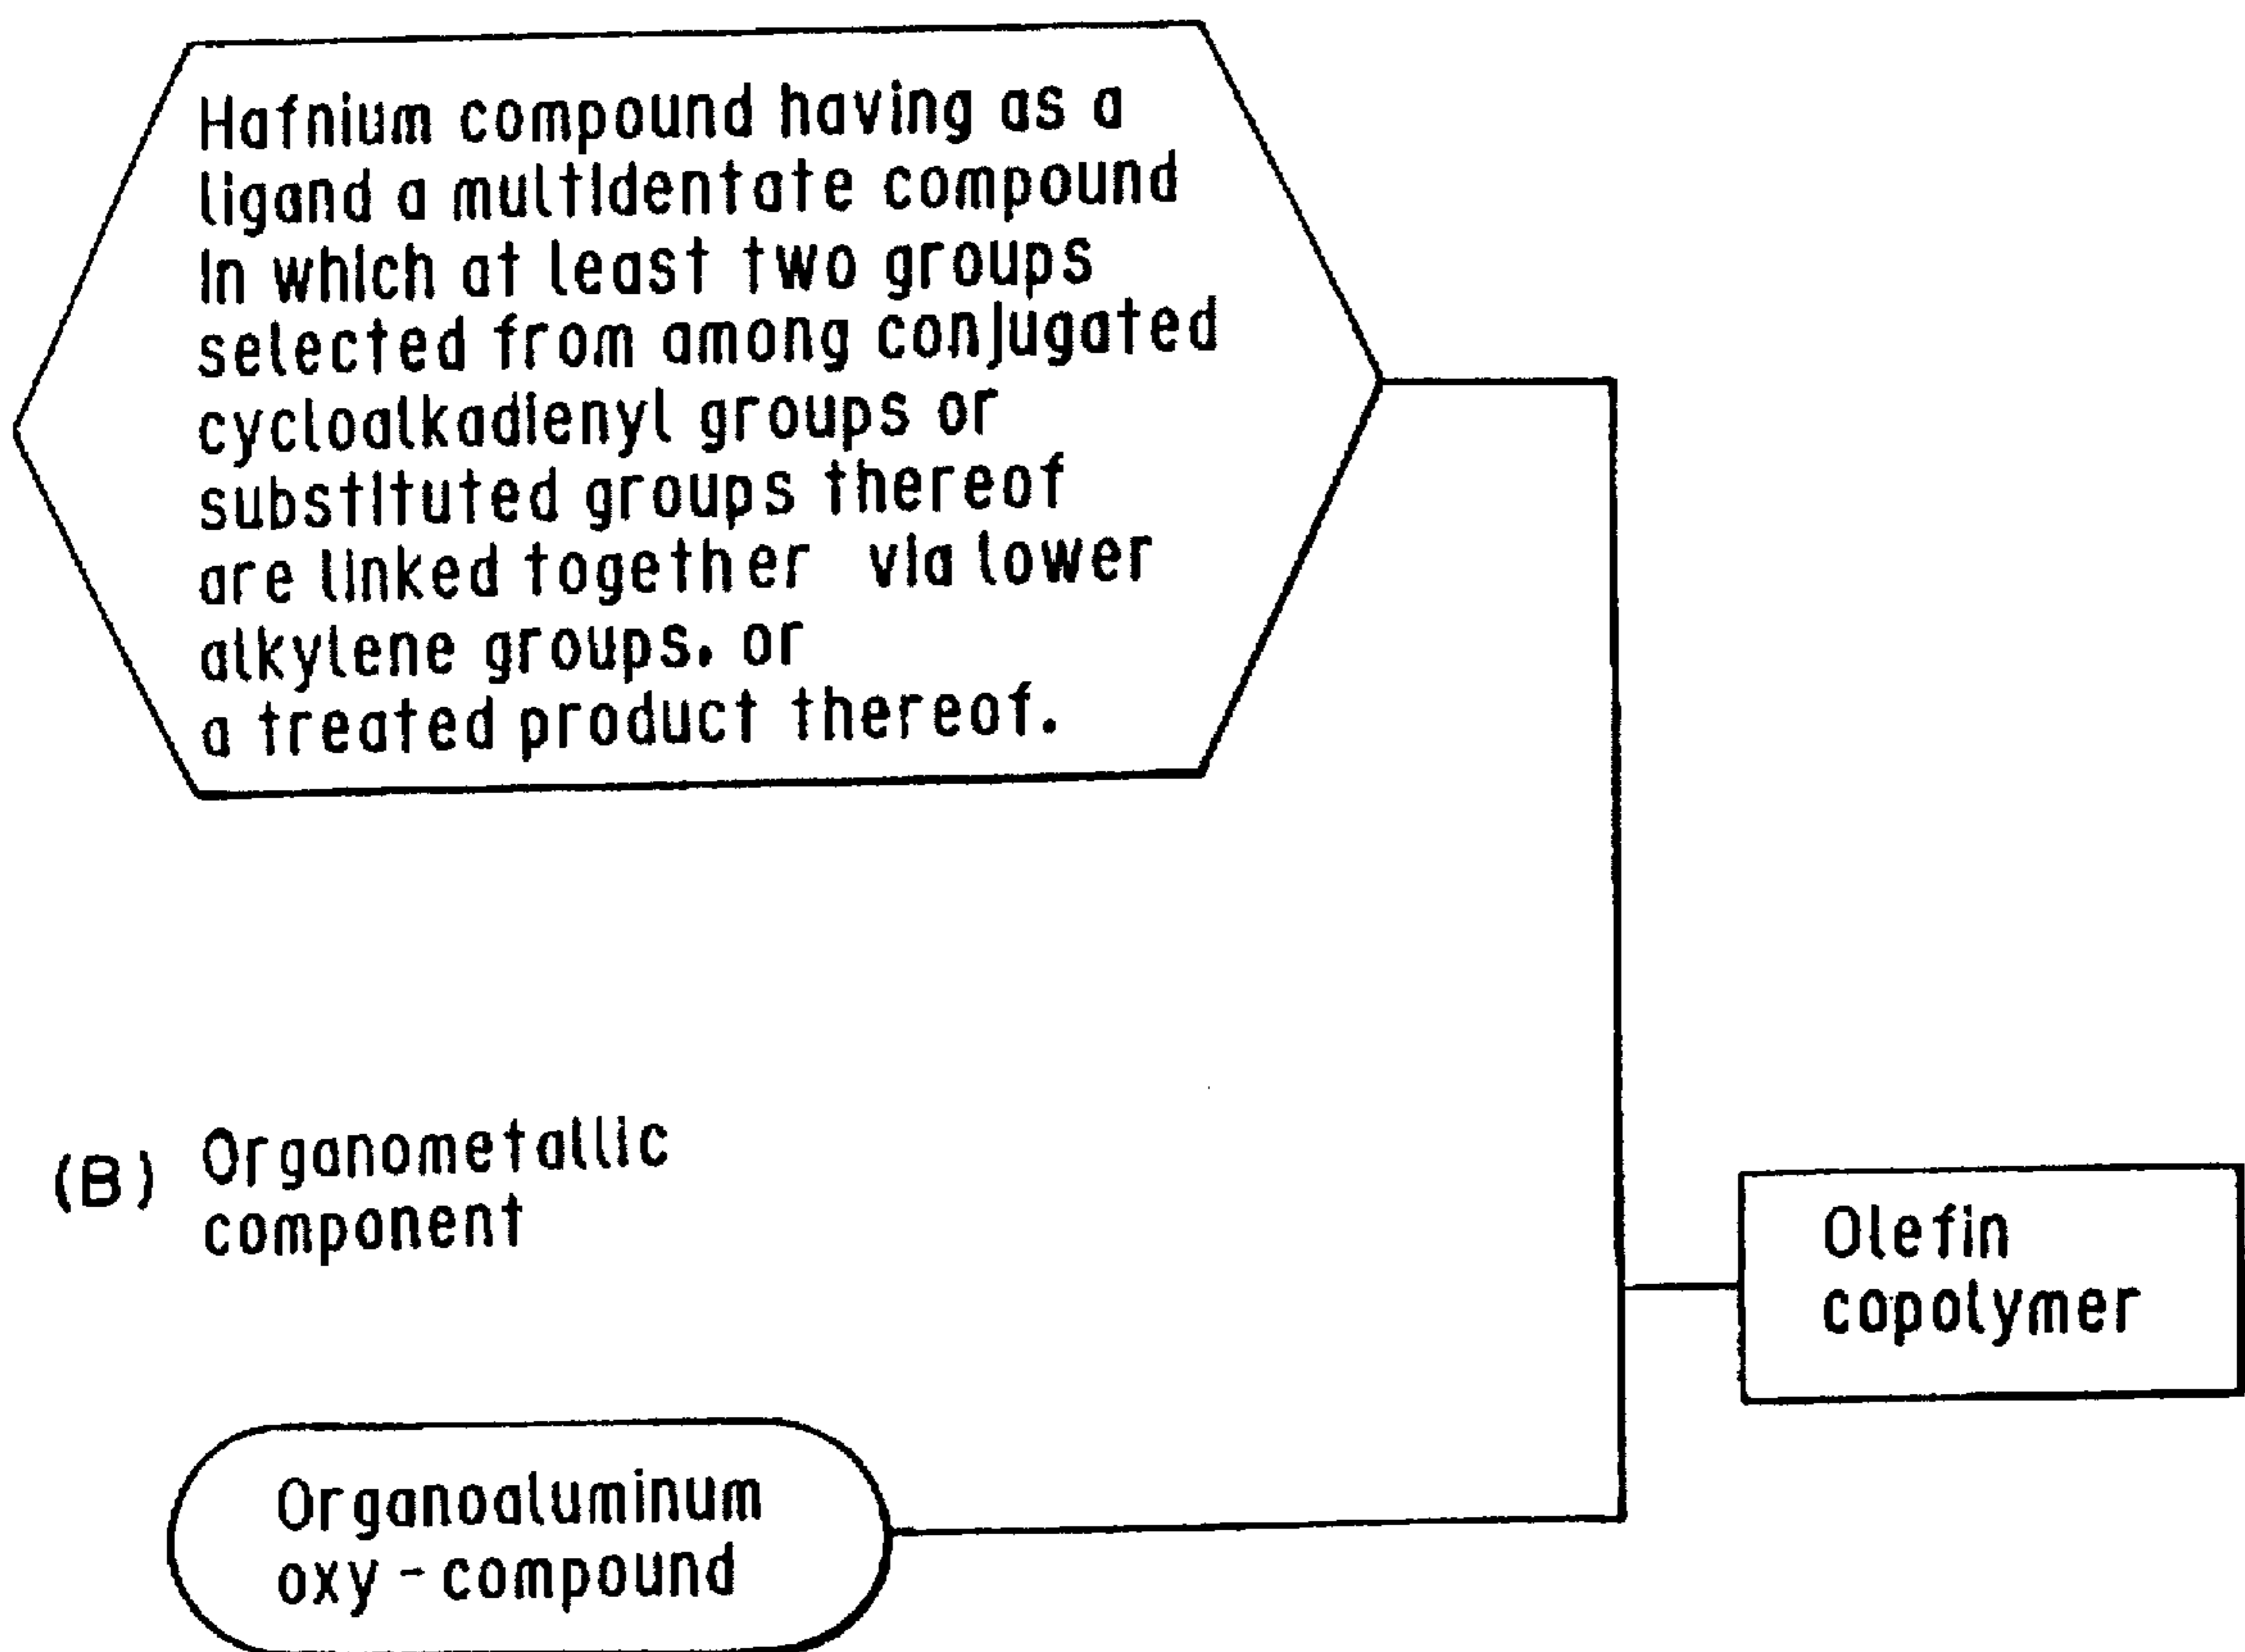 Hafnium compound having as a
ligand a multidentate compound
in which at least two groups
selected from among conjugated
cycloalkadienyl groups or
substituted groups thereof
are linked together via lower
alkylene groups, or
a treated product thereof.
(B) Organometallic
component
Olefin
copolymer
Organoaluminum
oxy-compound